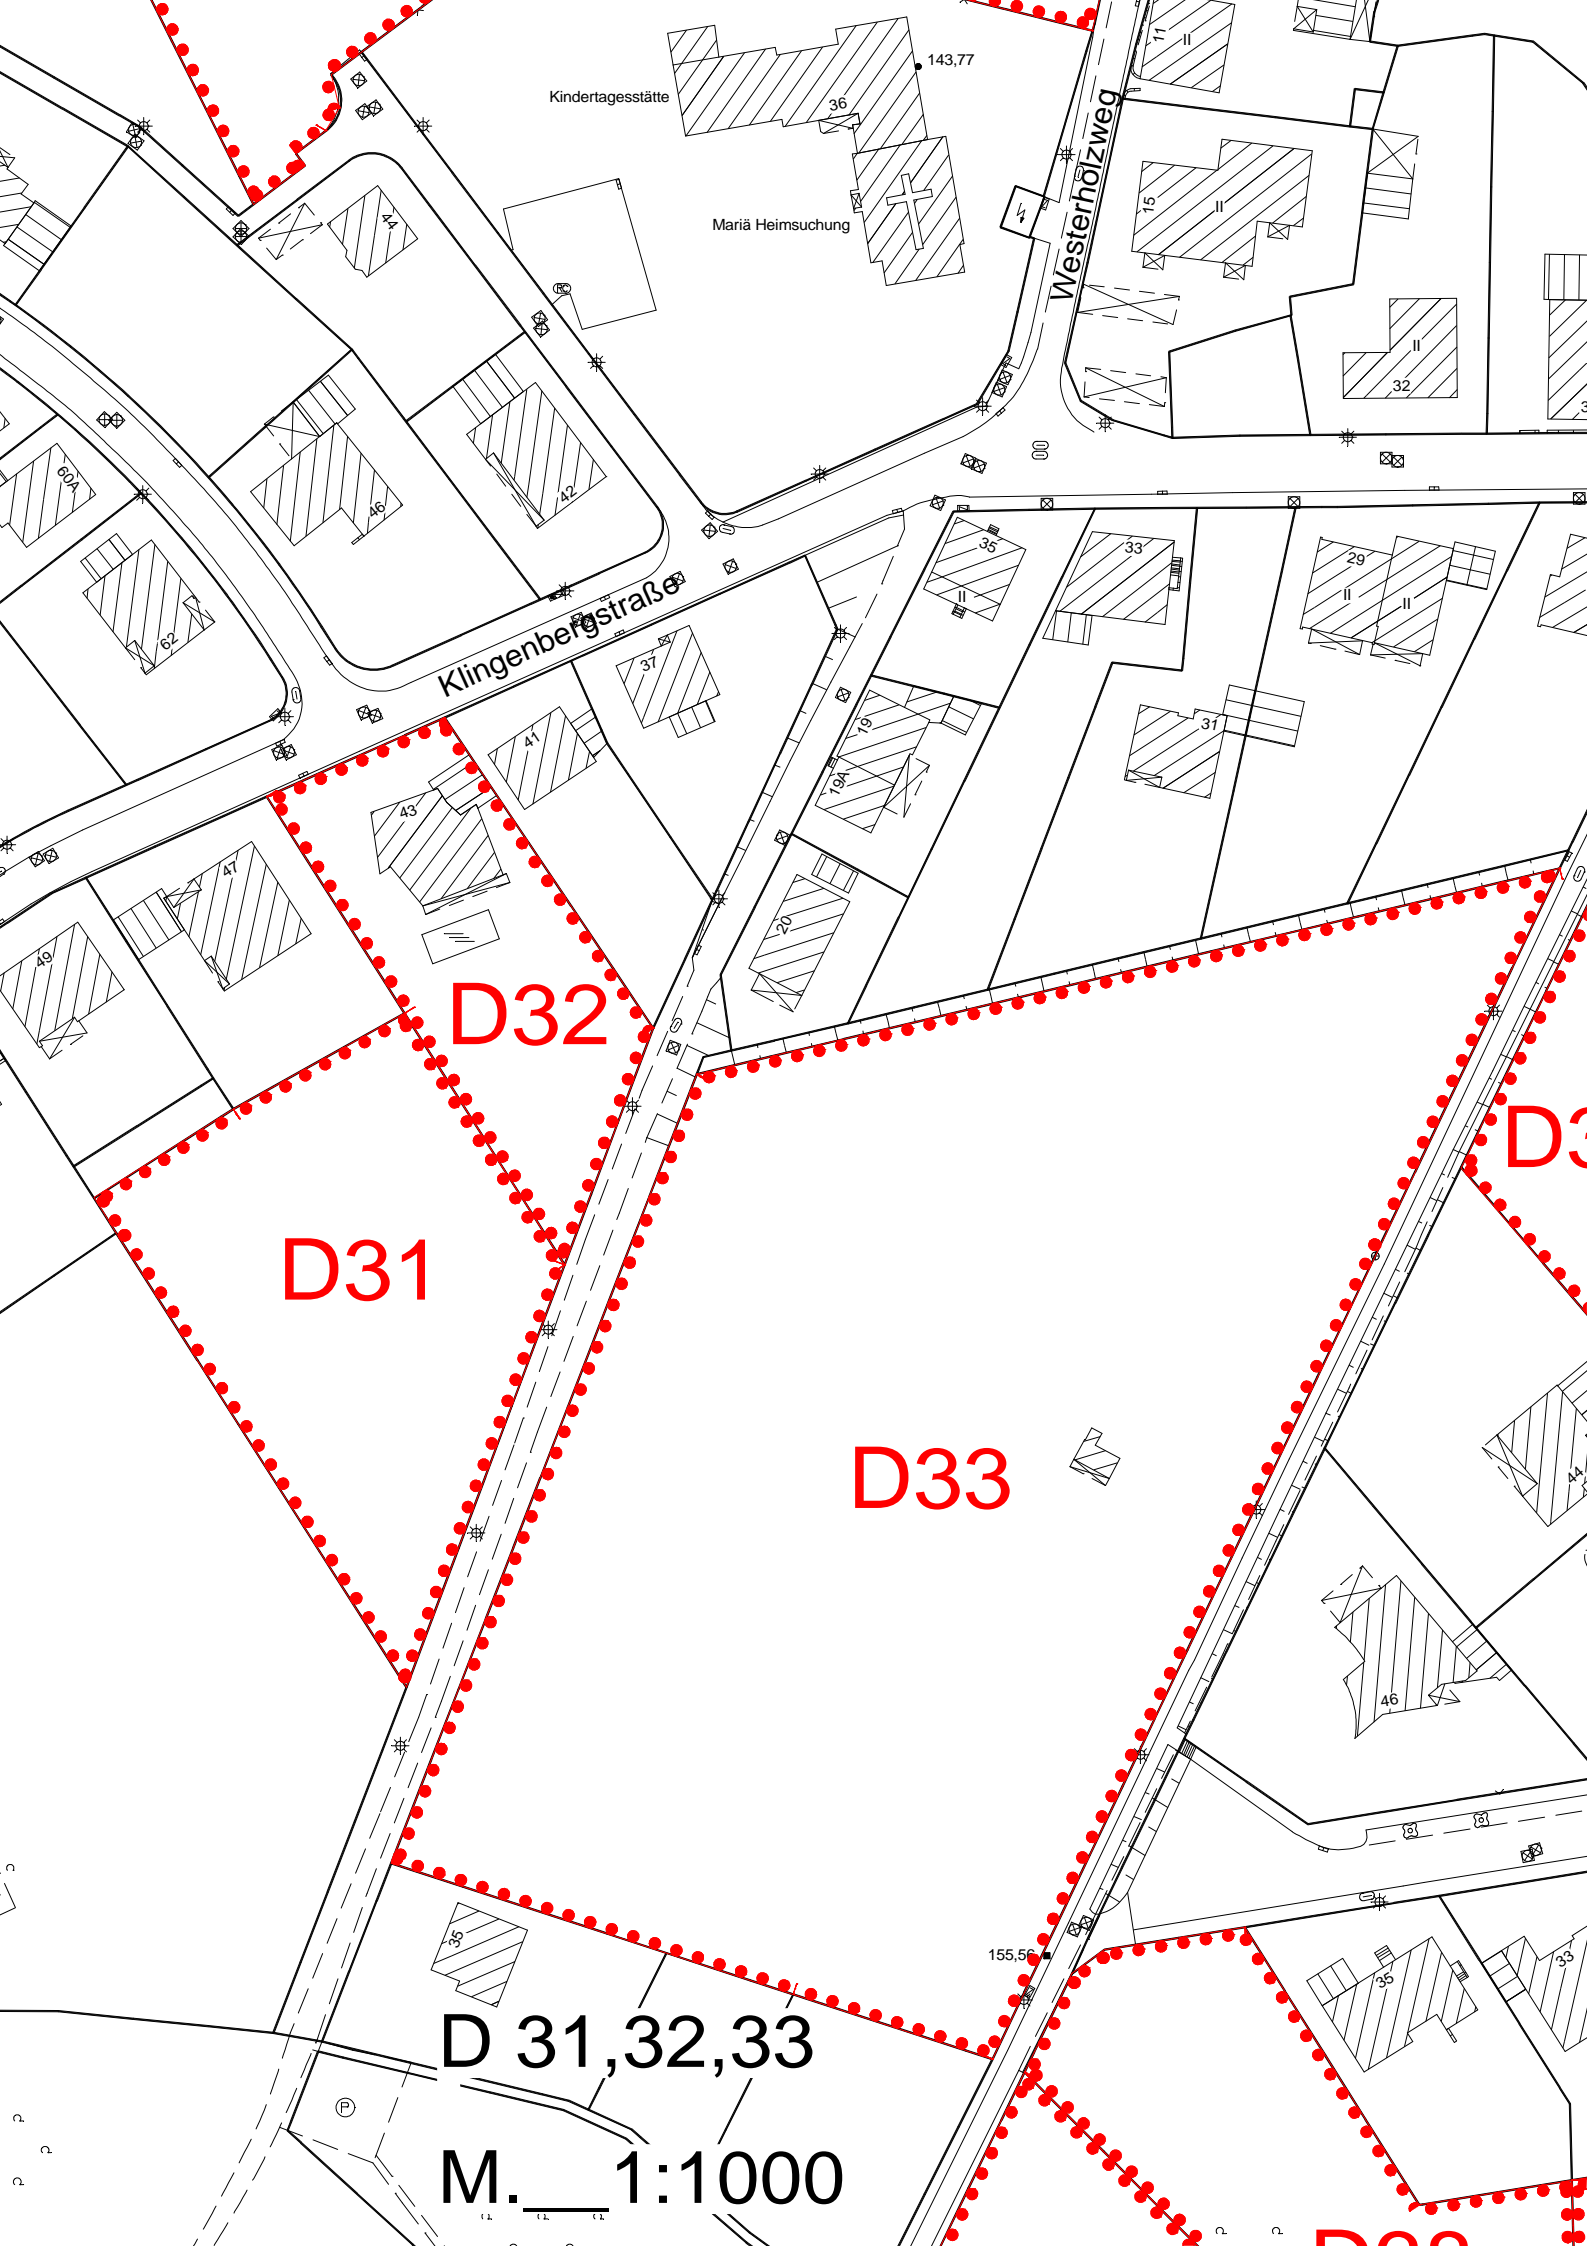 143,77
Kindertagesstätte
36
11
II
Westerholzweg
15
II
44
Mariä Heimsuchung
II
32
60A
46
42
35
II
33
29
II
II
62
Klingenbergstraße
37
19
31
41
43
19A
47
20
49
D32
D31
D33
44
46
155,56
35
35
33
D 31,32,33
P
M.__1:1000